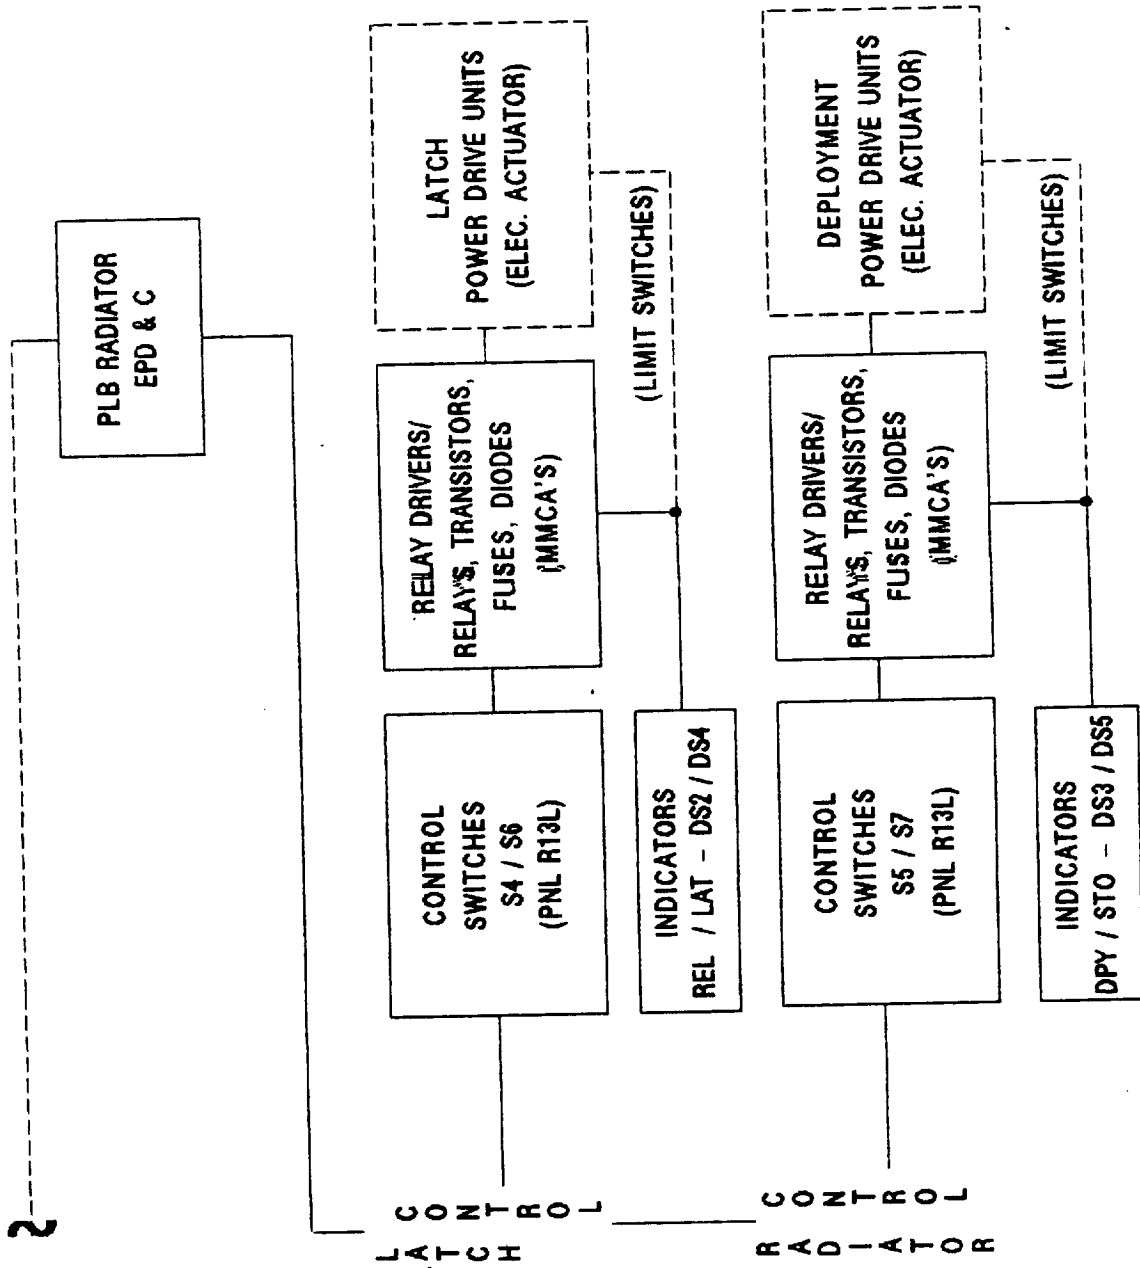 PLB RADIATOR
EPD & C
LATCH CONTROL
CONTROL
SWITCHES
S4 / S6
(PNL R13L)
RELAY DRIVERS/
RELAYS, TRANSISTORS,
FUSES, DIODES
(MMCA'S)
LATCH
POWER DRIVE UNITS
(ELEC. ACTUATOR)
INDICATORS
REL / LAT - DS2 / DS4
(LIMIT SWITCHES)
RADIATOR CONTROL
CONTROL
SWITCHES
S5 / S7
(PNL R13L)
RELAY DRIVERS/
RELAYS, TRANSISTORS,
FUSES, DIODES
(MMCA'S)
DEPLOYMENT
POWER DRIVE UNITS
(ELEC. ACTUATOR)
INDICATORS
DPY / STO - DS3 / DS5
(LIMIT SWITCHES)